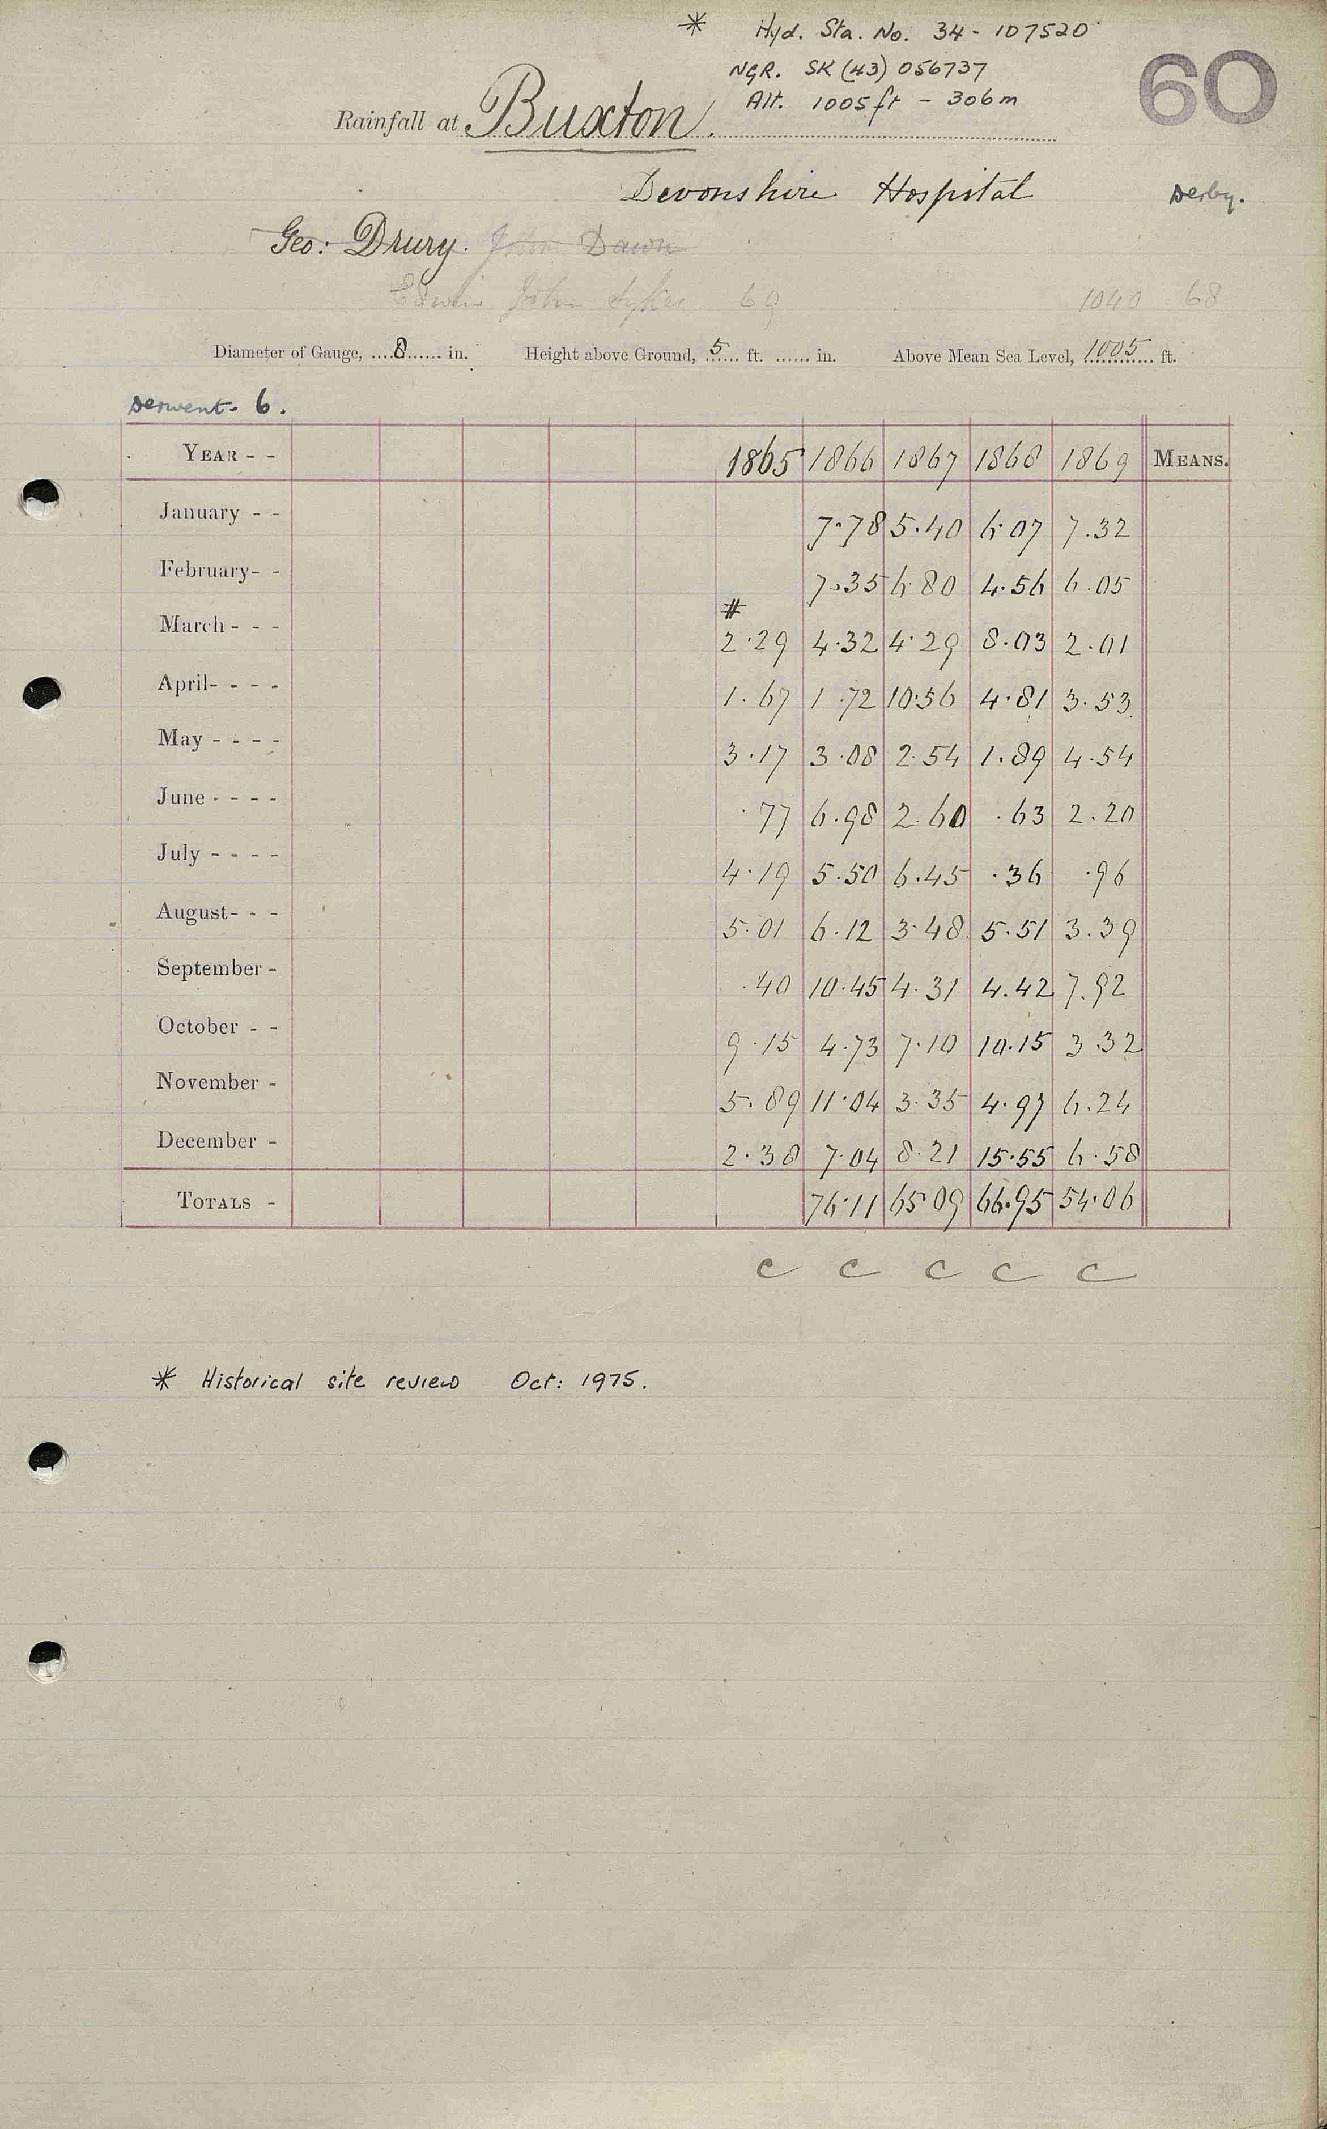 * Hyd. Sta. No. 34 - 107520
NGR. SK (43) 056737
60
Alt. 1005 ft - 306 m
Rainfall at Buxton.
Devonshire Hospital Derby.
Geo: Drury. John Dawn
Edwin John Sykes 69 1040 68
Diameter of Gauge, 8 in. Height above Ground, 5 ft. in. Above Mean Sea Level, 1005 ft.
Derwent - 6.
YEAR - - 1865 1866 1867 1868 1869 MEANS.
January - - 7.78 5.40 6.07 7.32
February - - 7.35 6.80 4.56 6.05
#
March - - - 2.29 4.32 4.29 8.03 2.01
April - - - - 1.67 1.72 10.56 4.81 3.53
May - - - - 3.17 3.08 2.54 1.89 4.54
June - - - - .77 6.98 2.60 .63 2.20
July - - - - 4.19 5.50 6.45 .36 .96
August - - - 5.01 6.12 3.48 5.51 3.39
September - .40 10.45 4.31 4.42 7.92
October - - 9.15 4.73 7.10 10.15 3.32
November - 5.89 11.04 3.35 4.97 6.24
December - 2.38 7.04 8.21 15.55 6.58
TOTALS - 76.11 65.09 66.95 54.06
C C C C C
* Historical site review Oct: 1975.